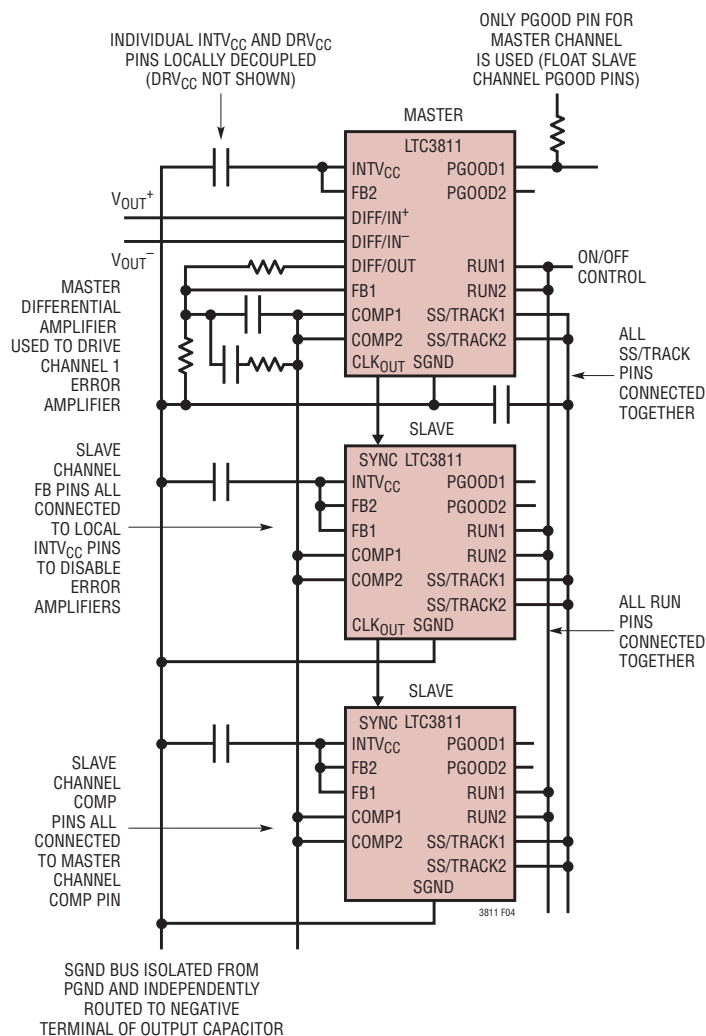 INDIVIDUAL INTVCC AND DRVCC
PINS LOCALLY DECOUPLED
(DRVCC NOT SHOWN)
ONLY PGOOD PIN FOR
MASTER CHANNEL
IS USED (FLOAT SLAVE
CHANNEL PGOOD PINS)
MASTER
LTC3811
INTVCC
PGOOD1
FB2
PGOOD2
VOUT+
DIFF/IN+
DIFF/IN–
VOUT–
DIFF/OUT
RUN1
ON/OFF
CONTROL
FB1
RUN2
COMP1
SS/TRACK1
COMP2
SS/TRACK2
CLKOUT
SGND
MASTER
DIFFERENTIAL
AMPLIFIER
USED TO DRIVE
CHANNEL 1
ERROR
AMPLIFIER
ALL
SS/TRACK
PINS
CONNECTED
TOGETHER
SLAVE
SYNC LTC3811
INTVCC
PGOOD1
FB2
PGOOD2
FB1
RUN1
COMP1
RUN2
COMP2
SS/TRACK1
SS/TRACK2
CLKOUT
SGND
SLAVE
CHANNEL
FB PINS ALL
CONNECTED
TO LOCAL
INTVCC PINS
TO DISABLE
ERROR
AMPLIFIERS
ALL RUN
PINS
CONNECTED
TOGETHER
SLAVE
SYNC LTC3811
INTVCC
PGOOD1
FB2
PGOOD2
FB1
RUN1
COMP1
RUN2
COMP2
SS/TRACK1
SS/TRACK2
SGND
SLAVE
CHANNEL
COMP
PINS ALL
CONNECTED
TO MASTER
CHANNEL
COMP PIN
3811 F04
SGND BUS ISOLATED FROM
PGND AND INDEPENDENTLY
ROUTED TO NEGATIVE
TERMINAL OF OUTPUT CAPACITOR